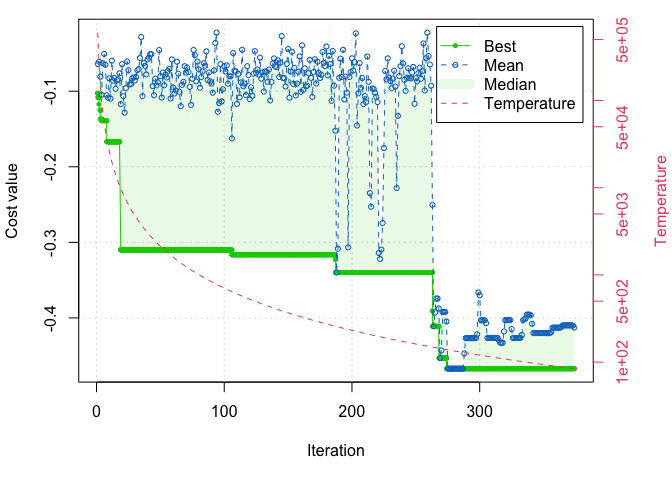 Best
Mean
Median
Temperature
Cost value
-0.1
-0.2
-0.3
-0.4
5e+05
5e+04
5e+03
5e+02
1e+02
Temperature
0
100
200
300
Iteration